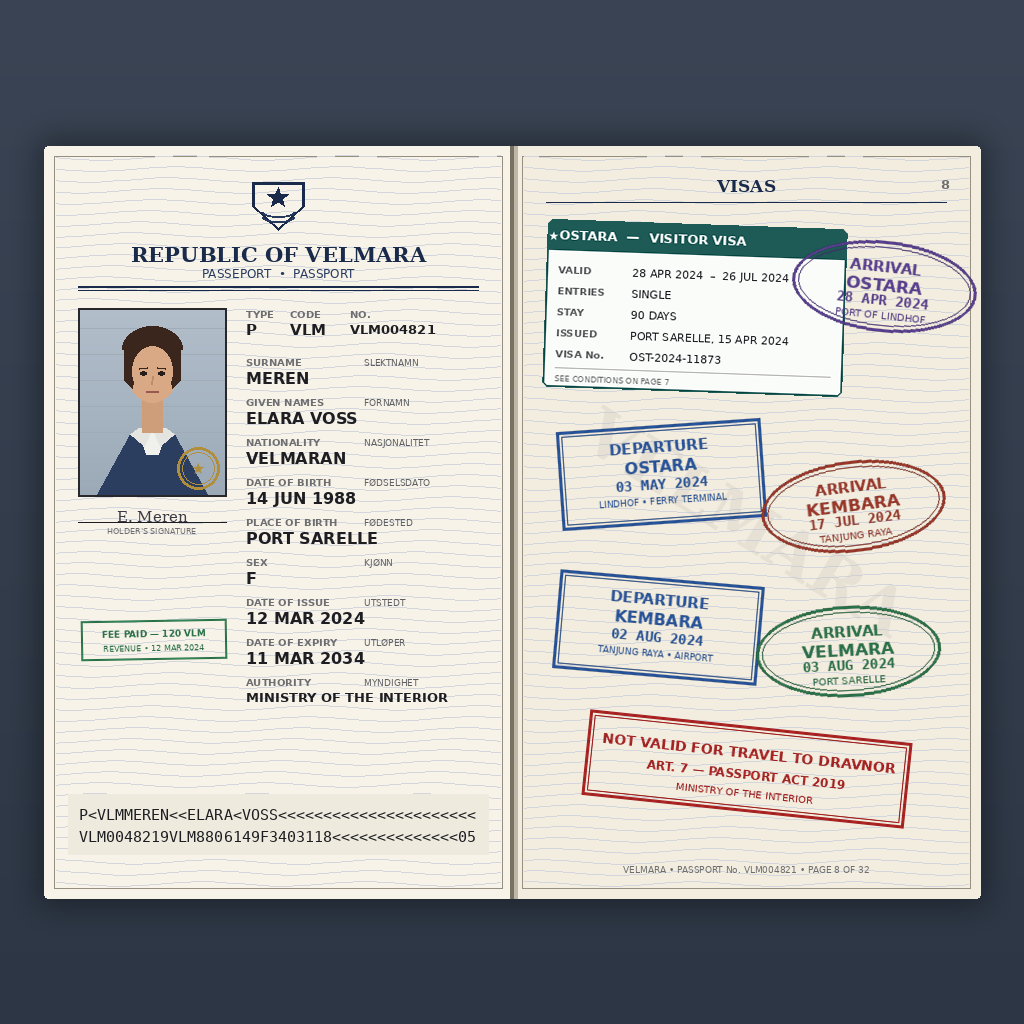 REPUBLIC OF VELMARA
PASSEPORT • PASSPORT
TYPE CODE NO.
P VLM VLM004821
SURNAME SLEKTNAMN
MEREN
GIVEN NAMES FORNAMN
ELARA VOSS
NATIONALITY NASJONALITET
VELMARAN
DATE OF BIRTH FØDSELSDATO
14 JUN 1988
PLACE OF BIRTH FØDESTED
PORT SARELLE
SEX KJØNN
F
DATE OF ISSUE UTSTEDT
12 MAR 2024
DATE OF EXPIRY UTLØPER
11 MAR 2034
AUTHORITY MYNDIGHET
MINISTRY OF THE INTERIOR
E. Meren
HOLDER'S SIGNATURE
FEE PAID — 120 VLM
REVENUE • 12 MAR 2024
P<VLMMEREN<<ELARA<VOSS<<<<<<<<<<<<<<<<<<<<<<
VLM0048219VLM8806149F3403118<<<<<<<<<<<<<<05
VISAS
8
★OSTARA — VISITOR VISA
VALID 28 APR 2024 – 26 JUL 2024
ENTRIES SINGLE
STAY 90 DAYS
ISSUED PORT SARELLE, 15 APR 2024
VISA No. OST-2024-11873
SEE CONDITIONS ON PAGE 7
ARRIVAL
OSTARA
28 APR 2024
PORT OF LINDHOF
VELMARA
DEPARTURE
OSTARA
03 MAY 2024
LINDHOF • FERRY TERMINAL
ARRIVAL
KEMBARA
17 JUL 2024
TANJUNG RAYA
DEPARTURE
KEMBARA
02 AUG 2024
TANJUNG RAYA • AIRPORT
ARRIVAL
VELMARA
03 AUG 2024
PORT SARELLE
NOT VALID FOR TRAVEL TO DRAVNOR
ART. 7 — PASSPORT ACT 2019
MINISTRY OF THE INTERIOR
VELMARA • PASSPORT No. VLM004821 • PAGE 8 OF 32